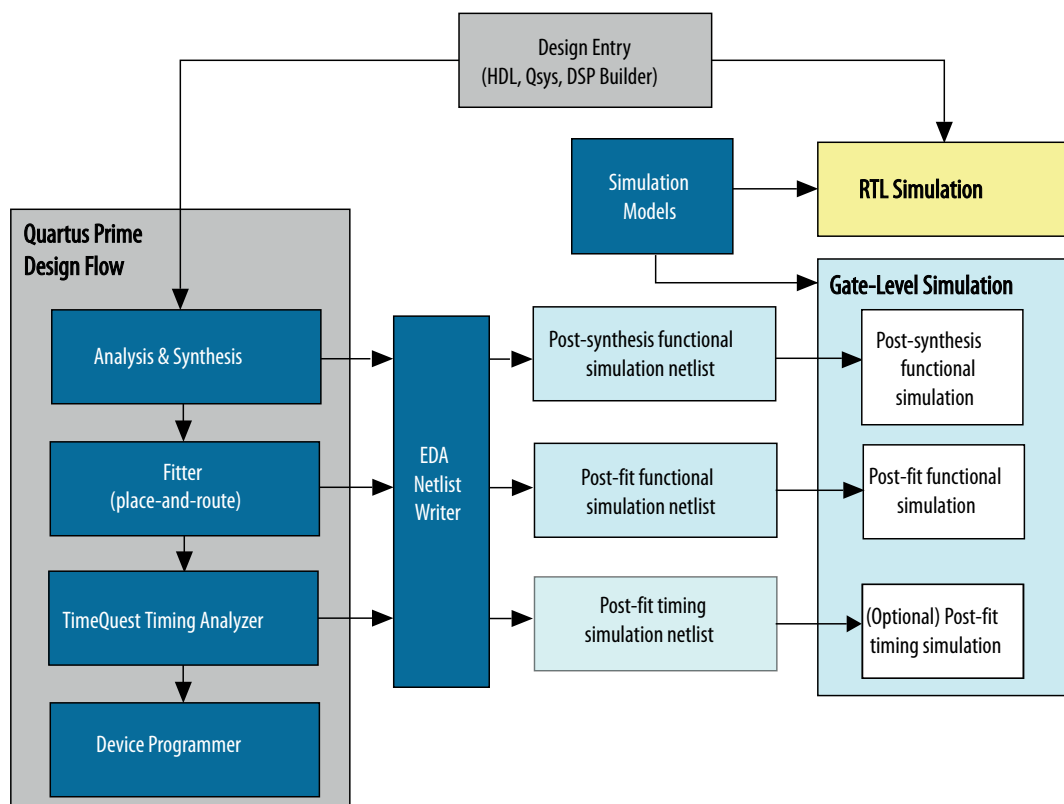 Design Entry
(HDL, Qsys, DSP Builder)
Simulation
Models
RTL Simulation
Quartus Prime
Design Flow
Gate-Level Simulation
Analysis & Synthesis
Post-synthesis functional
simulation netlist
Post-synthesis
functional
simulation
Fitter
(place-and-route)
EDA
Netlist
Writer
Post-fit functional
simulation netlist
Post-fit functional
simulation
TimeQuest Timing Analyzer
Post-fit timing
simulation netlist
(Optional) Post-fit
timing simulation
Device Programmer